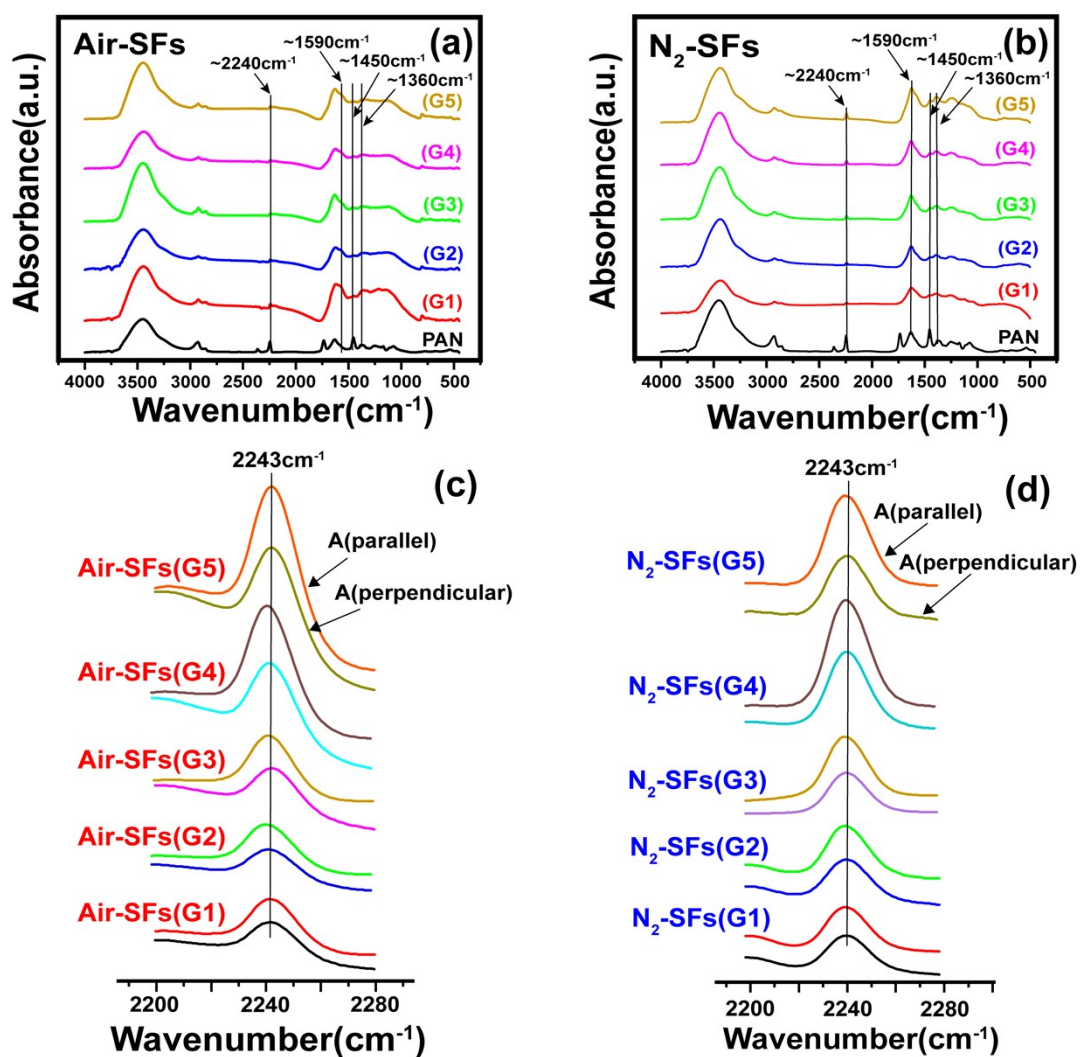 Air-SFs
(a)
~2240cm⁻¹
~1590cm⁻¹
~1450cm⁻¹
~1360cm⁻¹
(G5)
(G4)
(G3)
(G2)
(G1)
PAN
Absorbance(a.u.)
4000 3500 3000 2500 2000 1500 1000 500
Wavenumber(cm⁻¹)
N₂-SFs
(b)
~2240cm⁻¹
~1590cm⁻¹
~1450cm⁻¹
~1360cm⁻¹
(G5)
(G4)
(G3)
(G2)
(G1)
PAN
Absorbance(a.u.)
4000 3500 3000 2500 2000 1500 1000 500
Wavenumber(cm⁻¹)
2243cm⁻¹
(c)
A(parallel)
Air-SFs(G5)
A(perpendicular)
Air-SFs(G4)
Air-SFs(G3)
Air-SFs(G2)
Air-SFs(G1)
2200 2240 2280
Wavenumber(cm⁻¹)
2243cm⁻¹
(d)
A(parallel)
N₂-SFs(G5)
A(perpendicular)
N₂-SFs(G4)
N₂-SFs(G3)
N₂-SFs(G2)
N₂-SFs(G1)
2200 2240 2280
Wavenumber(cm⁻¹)